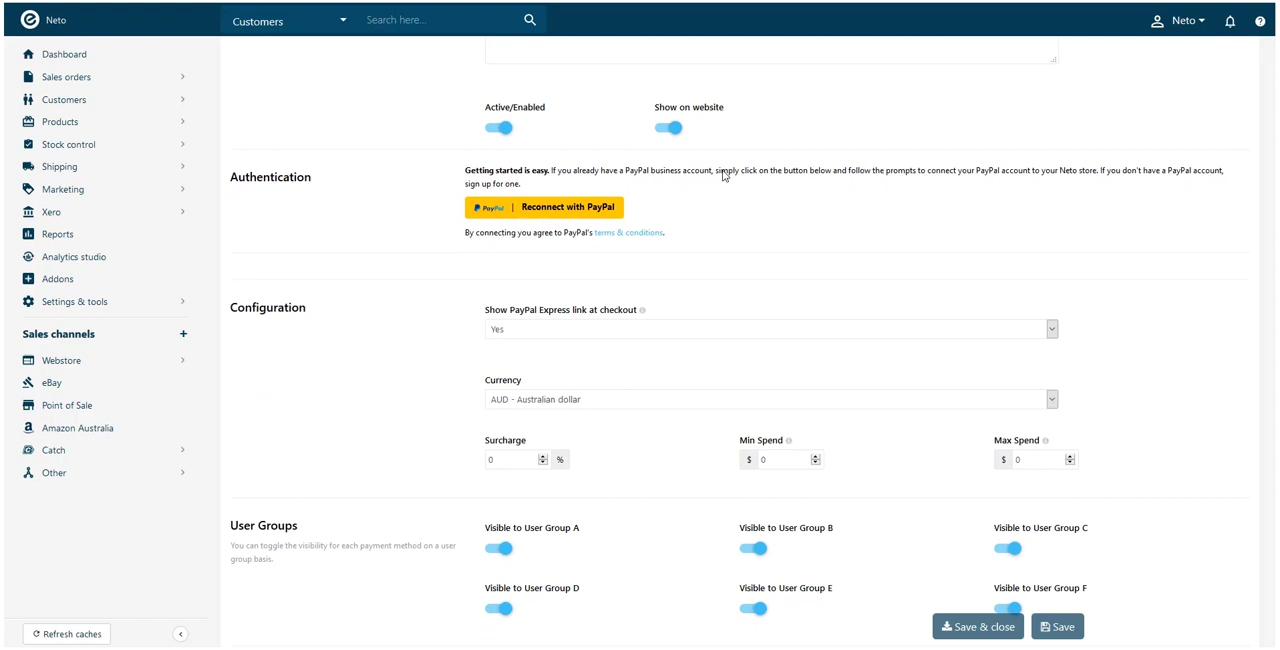 Neto
Customers
Search here...
Neto
Dashboard
Sales orders
Customers
Products
Stock control
Shipping
Marketing
Xero
Reports
Analytics studio
Addons
Settings & tools
Sales channels
Webstore
eBay
Point of Sale
Amazon Australia
Catch
Other
Refresh caches
Active/Enabled
Show on website
Authentication
Getting started is easy. If you already have a PayPal business account, simply click on the button below and follow the prompts to connect your PayPal account to your Neto store. If you don't have a PayPal account,
sign up for one.
PayPal | Reconnect with PayPal
By connecting you agree to PayPal's terms & conditions.
Configuration
Show PayPal Express link at checkout
Yes
Currency
AUD - Australian dollar
Surcharge
Min Spend
Max Spend
0 %
$ 0
$ 0
User Groups
You can toggle the visibility for each payment method on a user
group basis.
Visible to User Group A
Visible to User Group B
Visible to User Group C
Visible to User Group D
Visible to User Group E
Visible to User Group F
Save & close
Save